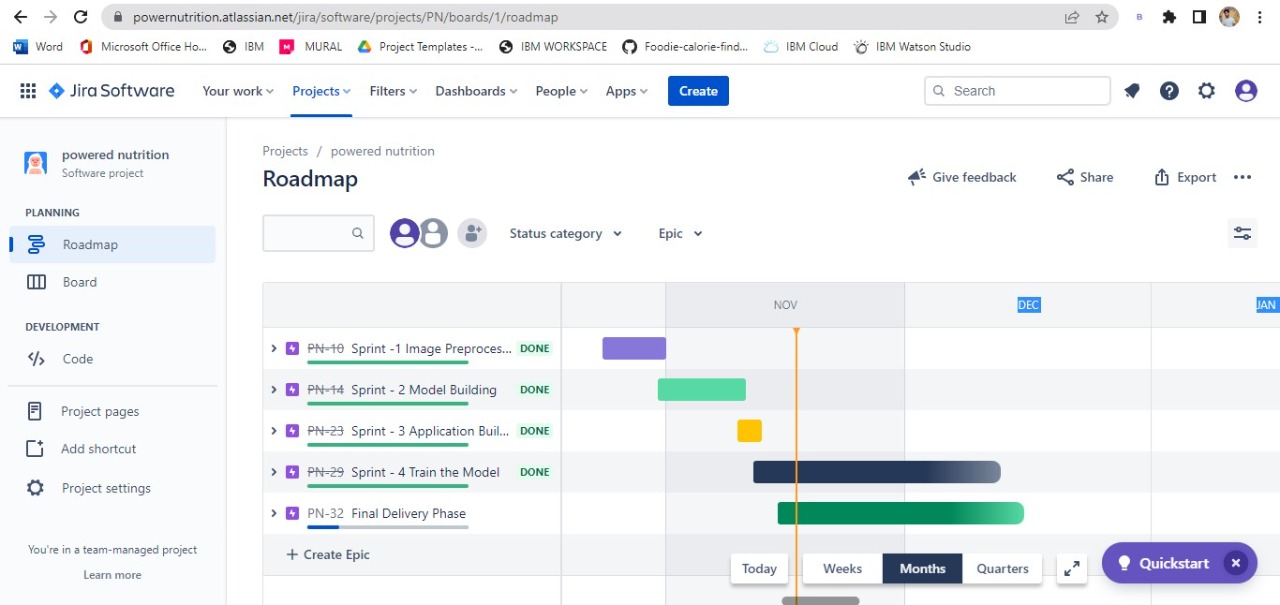 powernutrition.atlassian.net/jira/software/projects/PN/boards/1/roadmap
Word Microsoft Office Ho... IBM MURAL Project Templates -... IBM WORKSPACE Foodie-calorie-find... IBM Cloud IBM Watson Studio
Jira Software Your work Projects Filters Dashboards People Apps Create Search
powered nutrition
Software project
PLANNING
Roadmap
Board
DEVELOPMENT
Code
Project pages
Add shortcut
Project settings
You're in a team-managed project
Learn more
Projects / powered nutrition
Roadmap
Give feedback Share Export
Status category Epic
NOV DEC JAN
PN-10 Sprint -1 Image Preproces... DONE
PN-14 Sprint - 2 Model Building DONE
PN-23 Sprint - 3 Application Buil... DONE
PN-29 Sprint - 4 Train the Model DONE
PN-32 Final Delivery Phase
+ Create Epic
Today Weeks Months Quarters
Quickstart